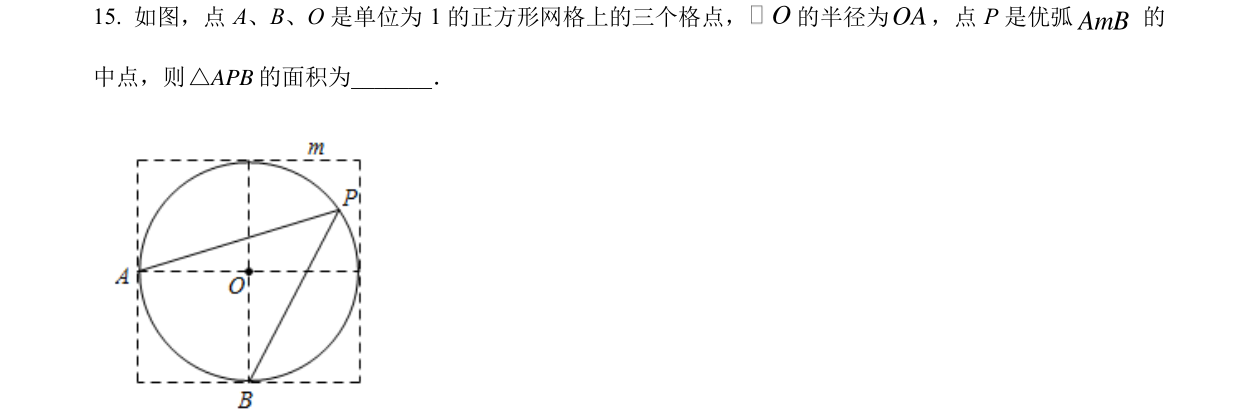 15. 如图，点 A、B、O 是单位为 1 的正方形网格上的三个格点，□ O 的半径为 OA，点 P 是优弧 AmB 的
中点，则△APB 的面积为_______．
m
P
A
O
B